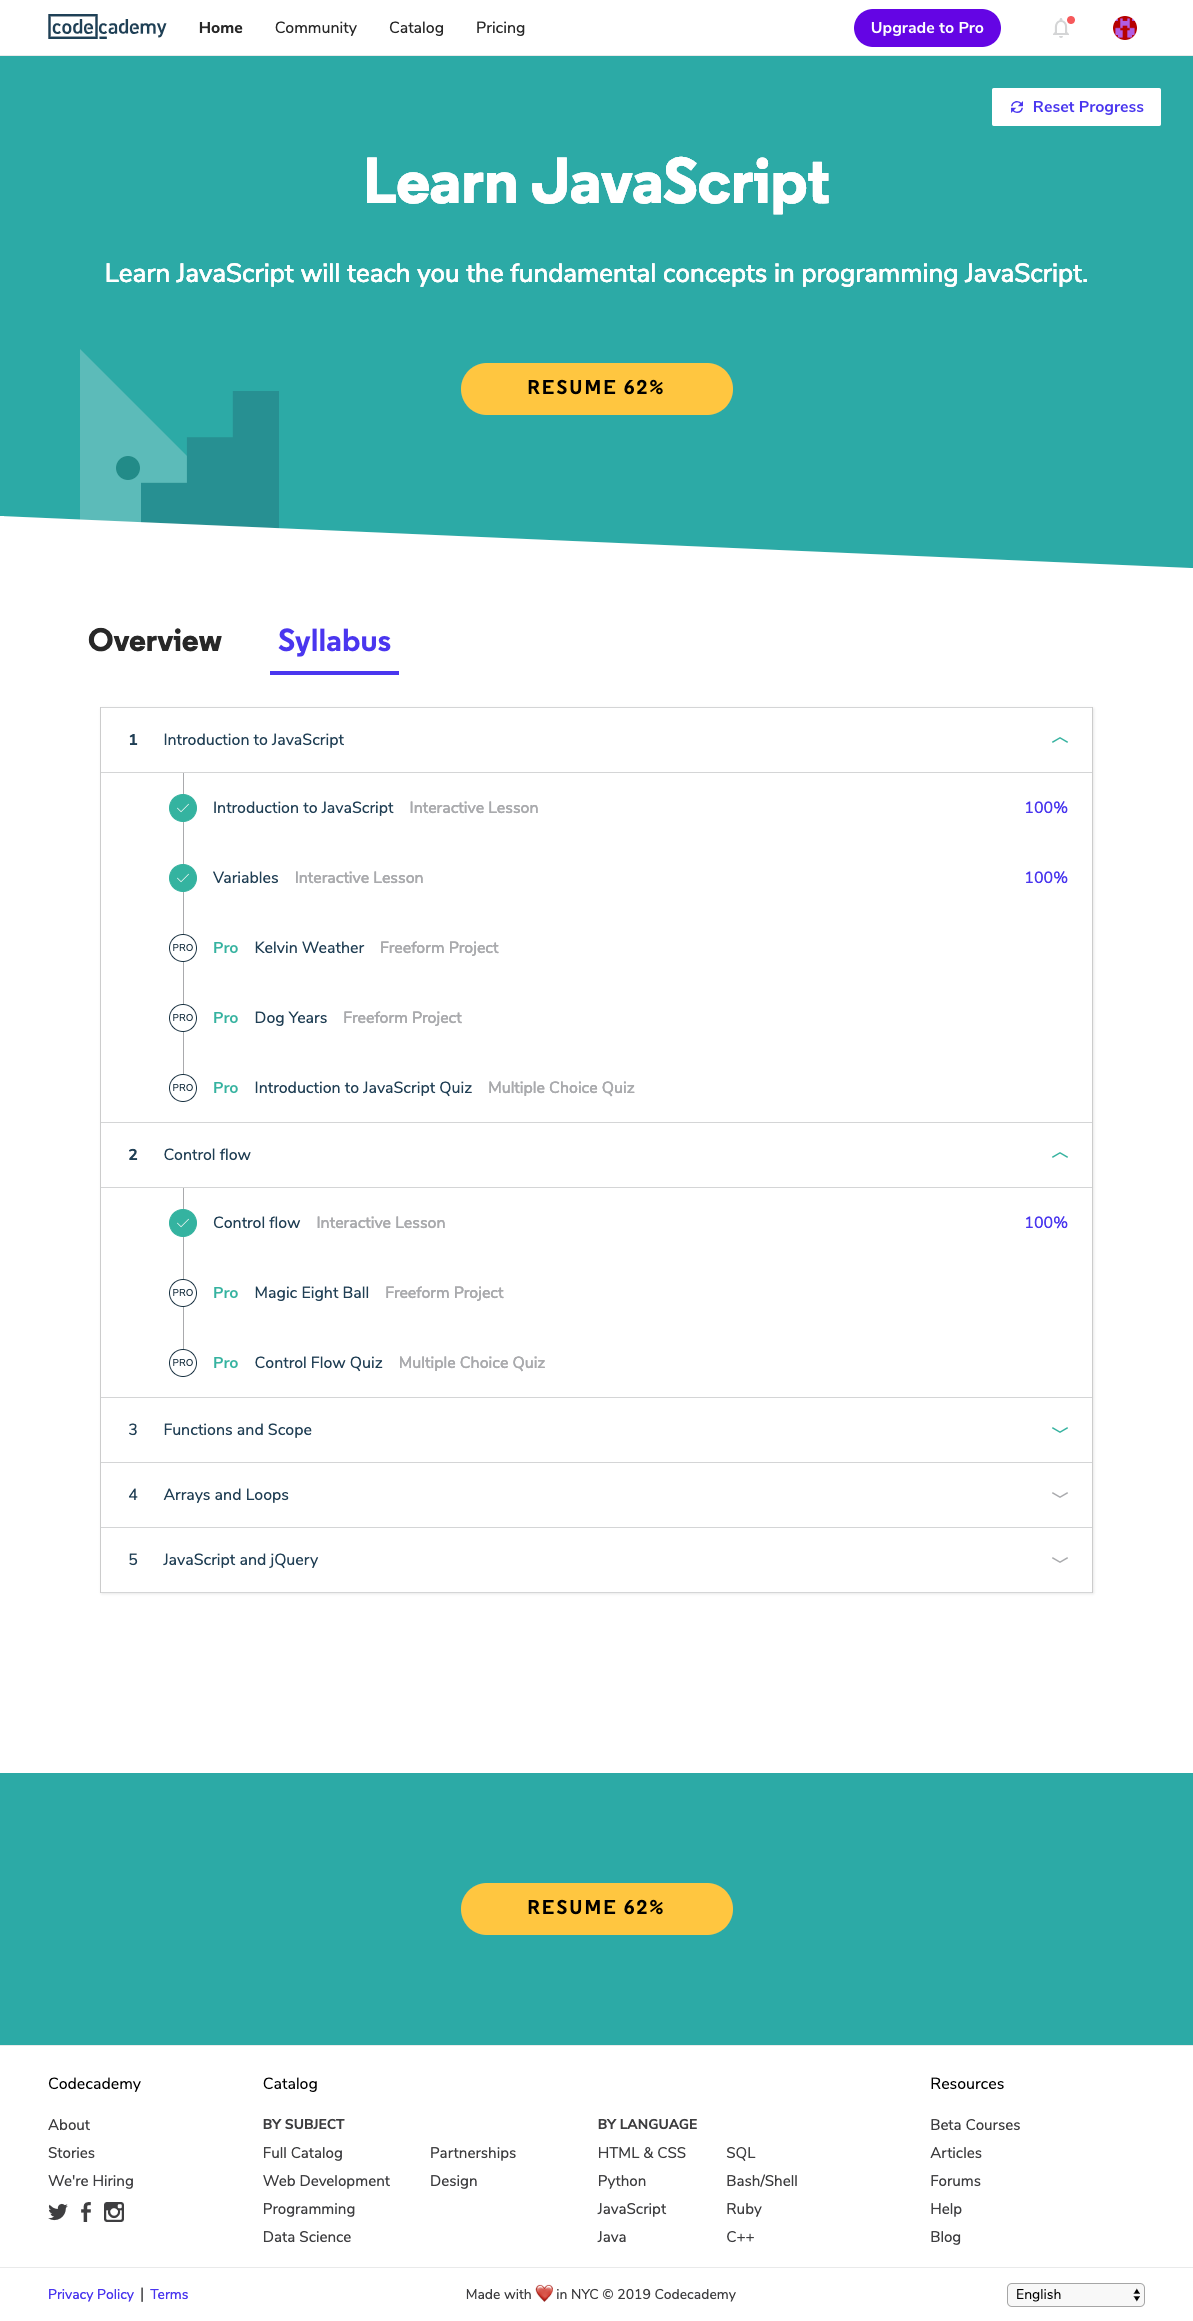 codecademy Home Community Catalog Pricing Upgrade to Pro
Reset Progress
Learn JavaScript
Learn JavaScript will teach you the fundamental concepts in programming JavaScript.
RESUME 62%
Overview Syllabus
1 Introduction to JavaScript
Introduction to JavaScript Interactive Lesson 100%
Variables Interactive Lesson 100%
PRO Pro Kelvin Weather Freeform Project
PRO Pro Dog Years Freeform Project
PRO Pro Introduction to JavaScript Quiz Multiple Choice Quiz
2 Control flow
Control flow Interactive Lesson 100%
PRO Pro Magic Eight Ball Freeform Project
PRO Pro Control Flow Quiz Multiple Choice Quiz
3 Functions and Scope
4 Arrays and Loops
5 JavaScript and jQuery
RESUME 62%
Codecademy Catalog Resources
About BY SUBJECT BY LANGUAGE Beta Courses
Stories Full Catalog Partnerships HTML & CSS SQL Articles
We're Hiring Web Development Design Python Bash/Shell Forums
Programming JavaScript Ruby Help
Data Science Java C++ Blog
Privacy Policy | Terms Made with ❤️ in NYC © 2019 Codecademy English